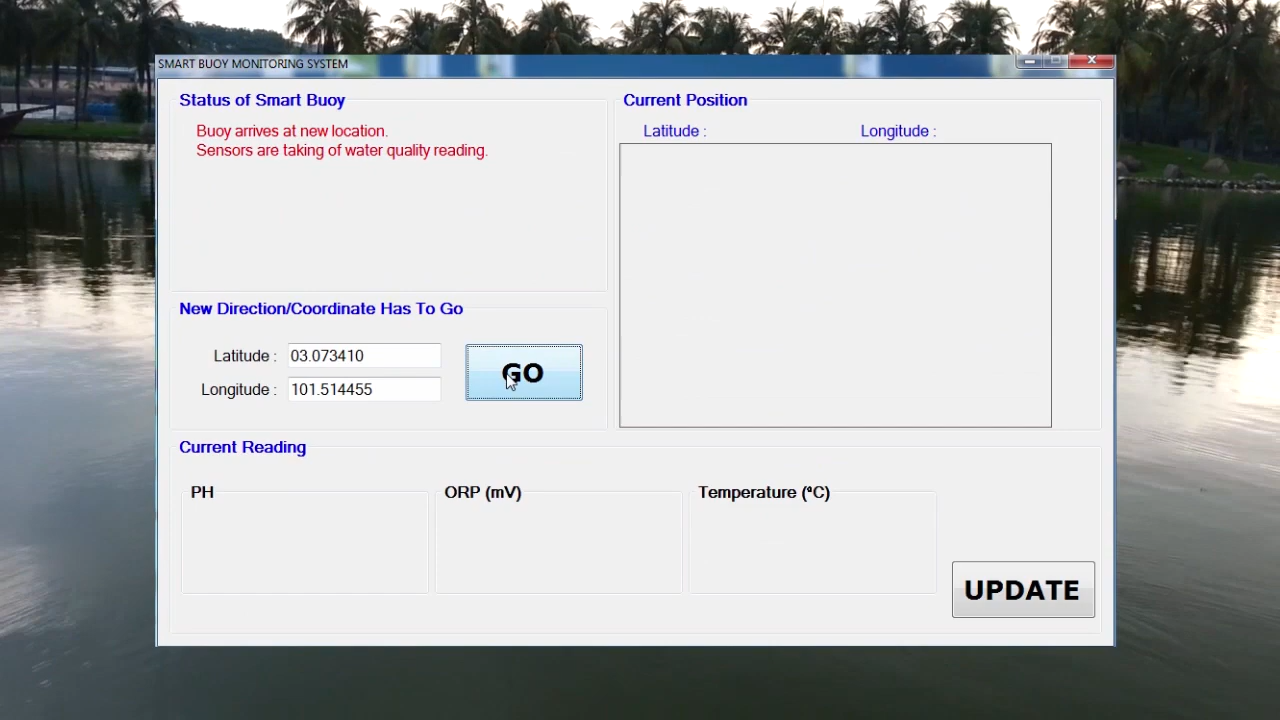 SMART BUOY MONITORING SYSTEM
Status of Smart Buoy
Buoy arrives at new location.
Sensors are taking of water quality reading.
Current Position
Latitude :
Longitude :
New Direction/Coordinate Has To Go
Latitude : 03.073410
Longitude : 101.514455
GO
Current Reading
PH
ORP (mV)
Temperature (ºC)
UPDATE